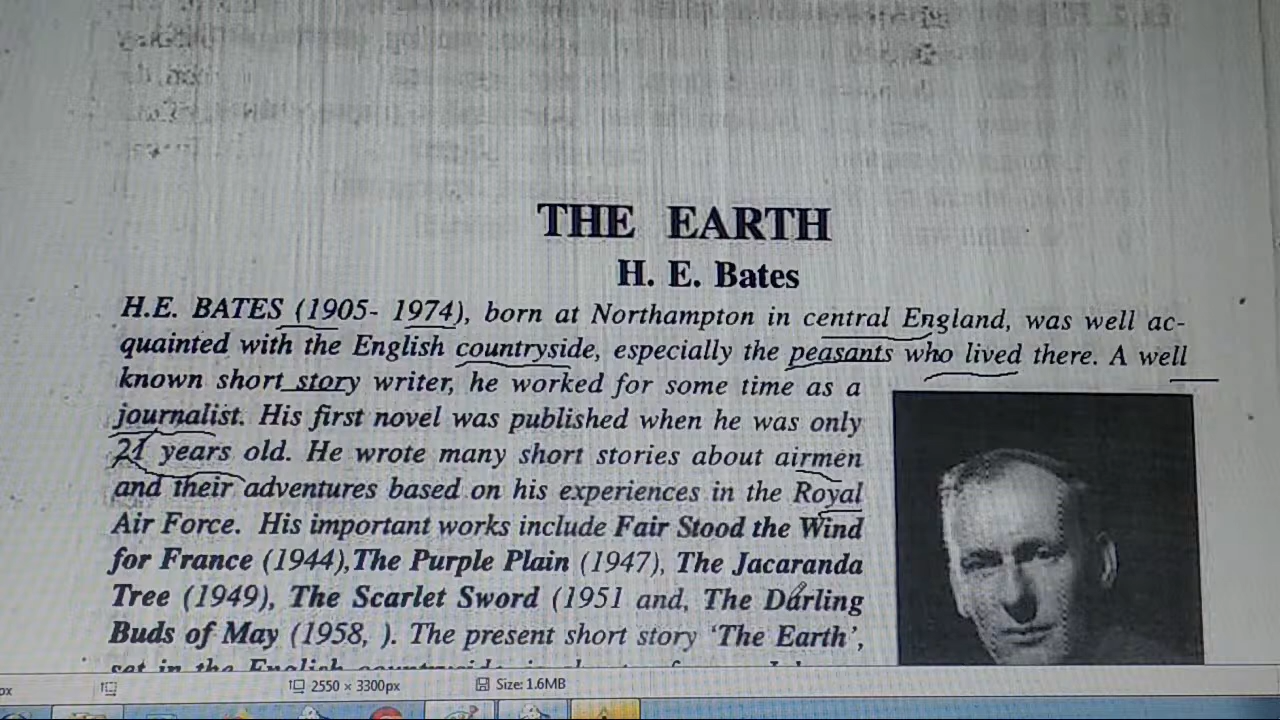 THE EARTH
H. E. Bates
H.E. BATES (1905- 1974), born at Northampton in central England, was well ac-
quainted with the English countryside, especially the peasants who lived there. A well
known short story writer, he worked for some time as a
journalist. His first novel was published when he was only
21 years old. He wrote many short stories about airmen
and their adventures based on his experiences in the Royal
Air Force. His important works include Fair Stood the Wind
for France (1944),The Purple Plain (1947), The Jacaranda
Tree (1949), The Scarlet Sword (1951 and, The Darling
Buds of May (1958, ). The present short story 'The Earth',
set in the English
px
2550 × 3300px
Size: 1.6MB